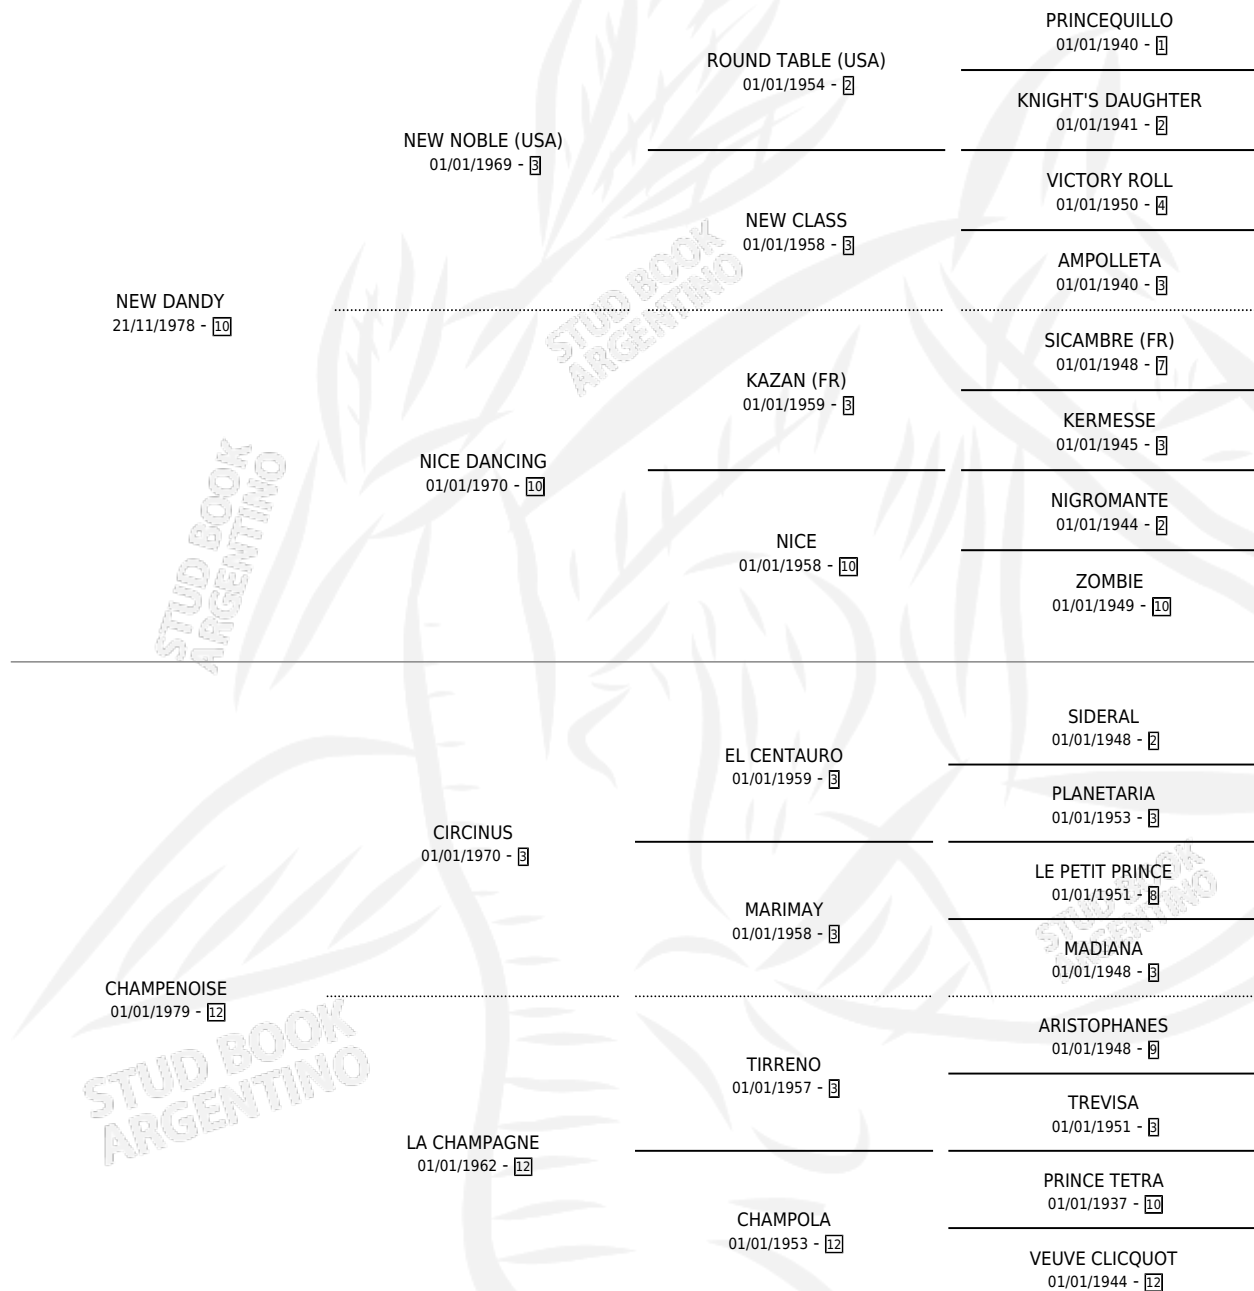 PRINCEQUILLO
01/01/1940 - 1
ROUND TABLE (USA)
01/01/1954 - 2
KNIGHT'S DAUGHTER
01/01/1941 - 2
NEW NOBLE (USA)
01/01/1969 - 3
VICTORY ROLL
01/01/1950 - 4
NEW CLASS
01/01/1958 - 3
AMPOLLETA
01/01/1940 - 3
NEW DANDY
21/11/1978 - 10
STUD BOOK
ARGENTINO
SICAMBRE (FR)
01/01/1948 - 7
KAZAN (FR)
01/01/1959 - 3
KERMESSE
01/01/1945 - 3
NICE DANCING
01/01/1970 - 10
NIGROMANTE
01/01/1944 - 2
NICE
01/01/1958 - 10
ZOMBIE
01/01/1949 - 10
STUD BOOK
ARGENTINO
SIDERAL
01/01/1948 - 2
EL CENTAURO
01/01/1959 - 3
PLANETARIA
01/01/1953 - 3
CIRCINUS
01/01/1970 - 3
LE PETIT PRINCE
01/01/1951 - 8
MARIMAY
01/01/1958 - 3
STUD BOOK
ARGENTINO
MADIANA
01/01/1948 - 3
CHAMPENOISE
01/01/1979 - 12
STUD BOOK
ARGENTINO
ARISTOPHANES
01/01/1948 - 9
TIRRENO
01/01/1957 - 3
TREVISA
01/01/1951 - 3
LA CHAMPAGNE
01/01/1962 - 12
PRINCE TETRA
01/01/1937 - 10
CHAMPOLA
01/01/1953 - 12
VEUVE CLICQUOT
01/01/1944 - 12